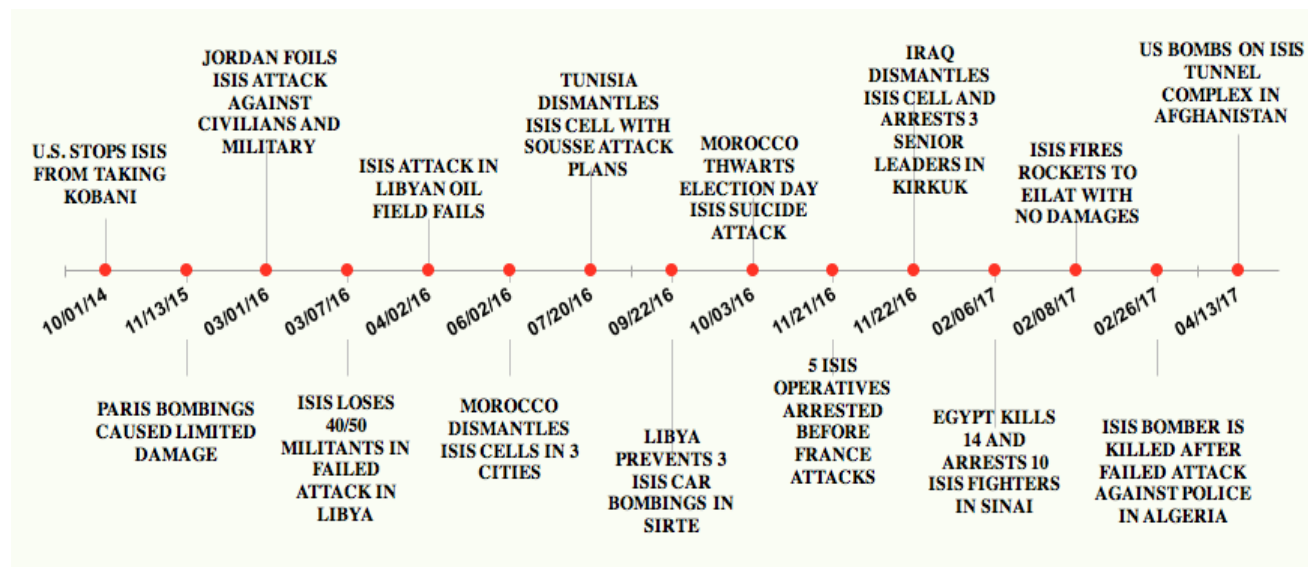 U.S. STOPS ISIS
FROM TAKING
KOBANI
JORDAN FOILS
ISIS ATTACK
AGAINST
CIVILIANS AND
MILITARY
ISIS ATTACK IN
LIBYAN OIL
FIELD FAILS
TUNISIA
DISMANTLES
ISIS CELL WITH
SOUSSE ATTACK
PLANS
MOROCCO
THWARTS
ELECTION DAY
ISIS SUICIDE
ATTACK
IRAQ
DISMANTLES
ISIS CELL AND
ARRESTS 3
SENIOR
LEADERS IN
KIRKUK
ISIS FIRES
ROCKETS TO
EILAT WITH
NO DAMAGES
US BOMBS ON ISIS
TUNNEL
COMPLEX IN
AFGHANISTAN
10/01/14
11/13/15
03/01/16
03/07/16
04/02/16
06/02/16
07/20/16
09/22/16
10/03/16
11/21/16
11/22/16
02/06/17
02/08/17
02/26/17
04/13/17
PARIS BOMBINGS
CAUSED LIMITED
DAMAGE
ISIS LOSES
40/50
MILITANTS IN
FAILED
ATTACK IN
LIBYA
MOROCCO
DISMANTLES
ISIS CELLS IN 3
CITIES
LIBYA
PREVENTS 3
ISIS CAR
BOMBINGS IN
SIRTE
5 ISIS
OPERATIVES
ARRESTED
BEFORE
FRANCE
ATTACKS
EGYPT KILLS
14 AND
ARRESTS 10
ISIS FIGHTERS
IN SINAI
ISIS BOMBER IS
KILLED AFTER
FAILED ATTACK
AGAINST POLICE
IN ALGERIA